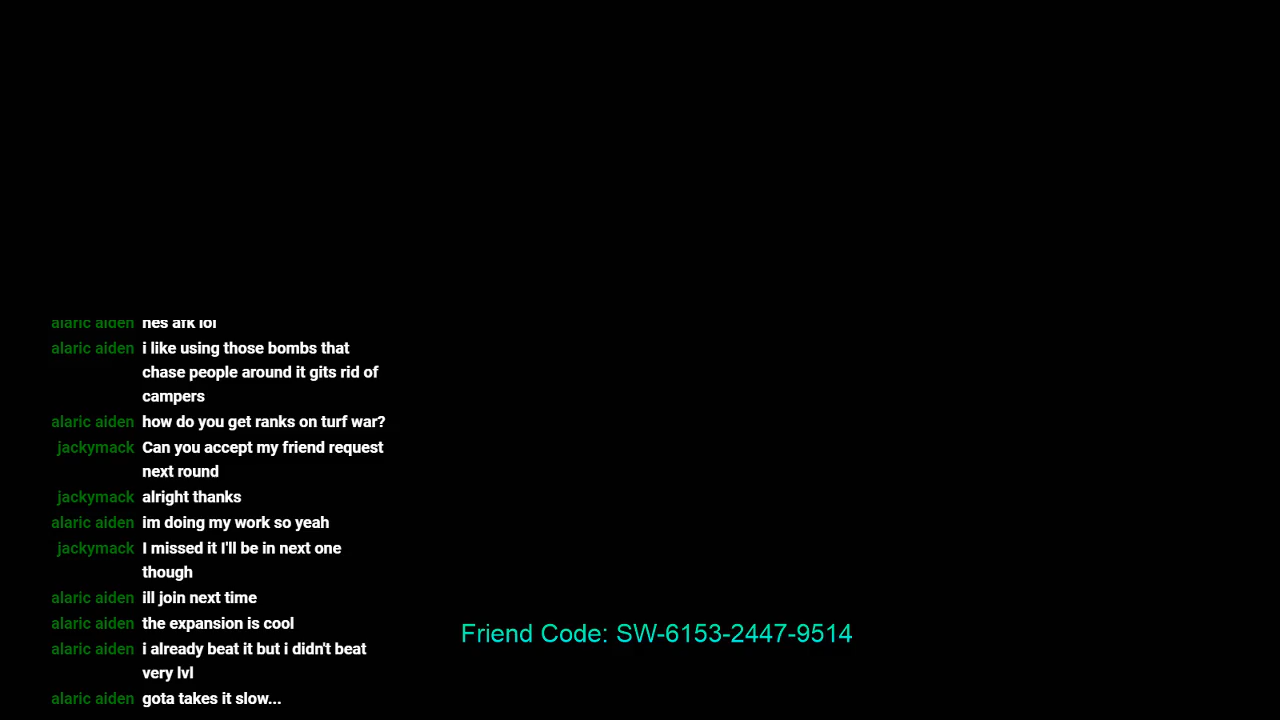 alaric aiden hes afk lol
alaric aiden i like using those bombs that
chase people around it gits rid of
campers
alaric aiden how do you get ranks on turf war?
jackymack Can you accept my friend request
next round
jackymack alright thanks
alaric aiden im doing my work so yeah
jackymack I missed it I'll be in next one
though
alaric aiden ill join next time
alaric aiden the expansion is cool
alaric aiden i already beat it but i didn't beat
very lvl
alaric aiden gota takes it slow...
Friend Code: SW-6153-2447-9514